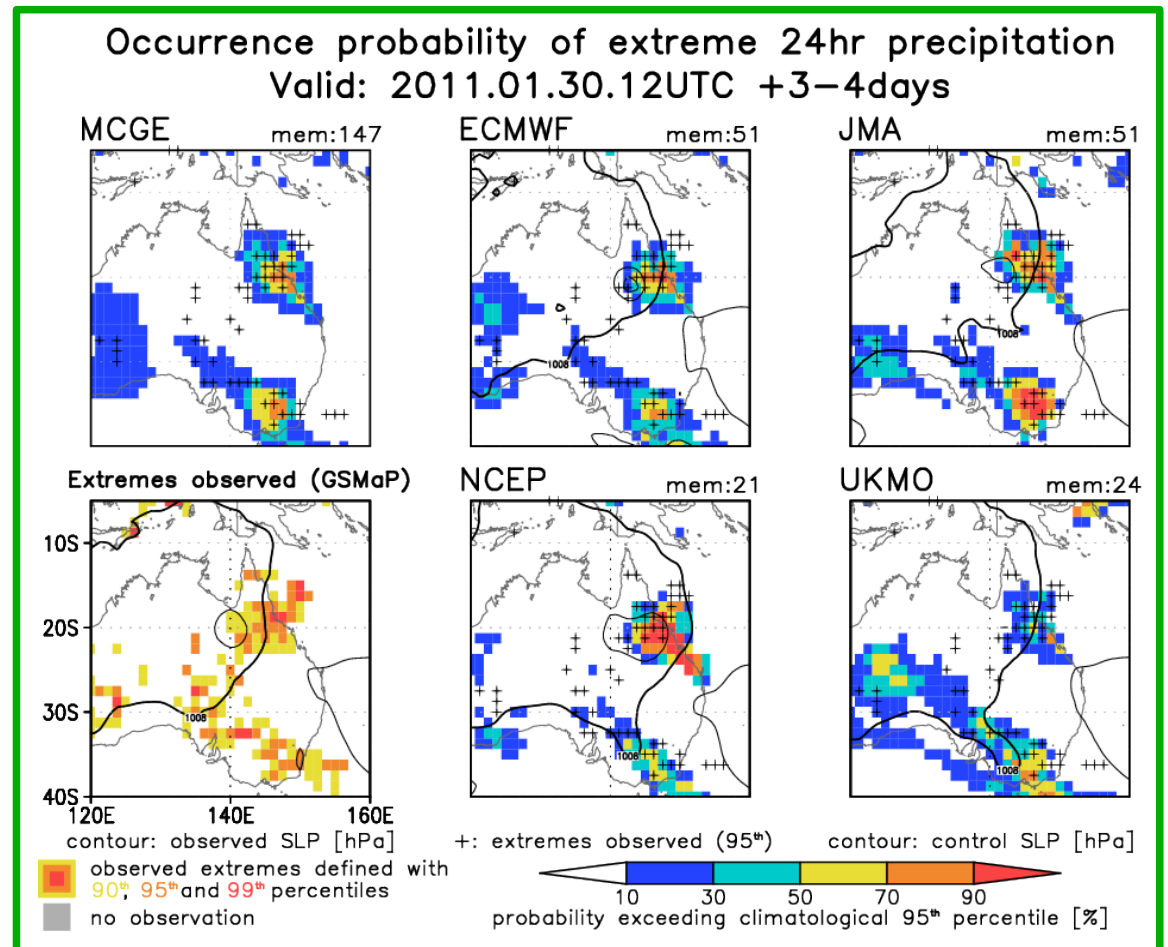 Occurrence probability of extreme 24hr precipitation
Valid: 2011.01.30.12UTC +3-4days
MCGE mem:147
ECMWF mem:51
JMA mem:51
1008
1008
Extremes observed (GSMaP)
NCEP mem:21
UKMO mem:24
10S
20S
30S
40S
1008
1008
1008
120E 140E 160E
contour: observed SLP [hPa]
+: extremes observed (95th)
contour: control SLP [hPa]
observed extremes defined with
90th, 95th and 99th percentiles
no observation
10 30 50 70 90
probability exceeding climatological 95th percentile [%]